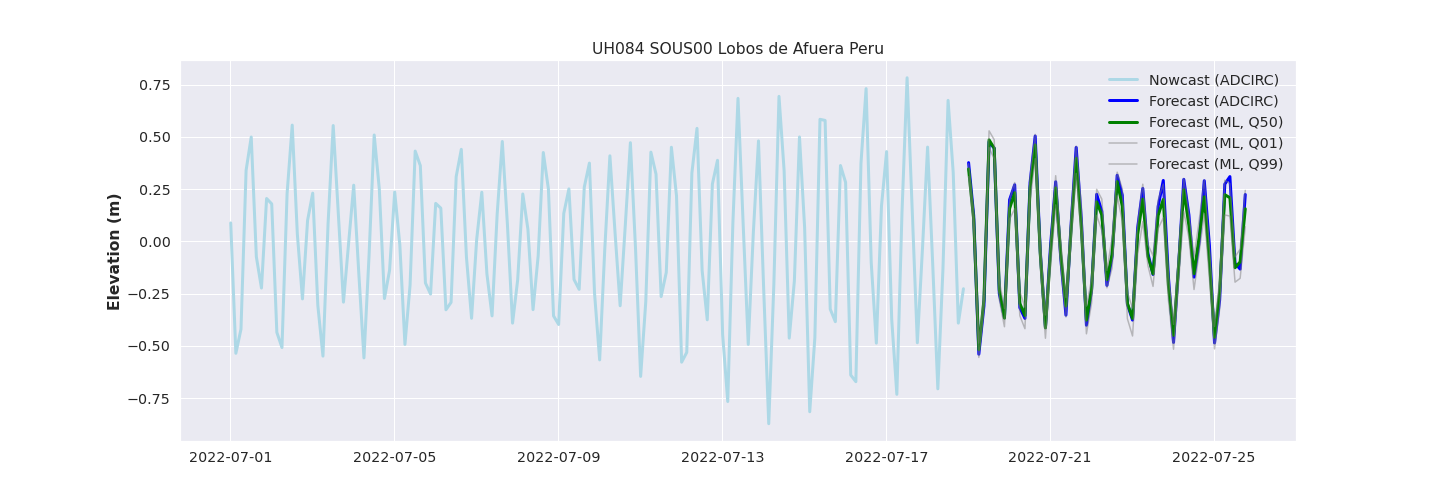 UH084 SOUS00 Lobos de Afuera Peru
Elevation (m)
0.75
0.50
0.25
0.00
−0.25
−0.50
−0.75
Nowcast (ADCIRC)
Forecast (ADCIRC)
Forecast (ML, Q50)
Forecast (ML, Q01)
Forecast (ML, Q99)
2022-07-01 2022-07-05 2022-07-09 2022-07-13 2022-07-17 2022-07-21 2022-07-25